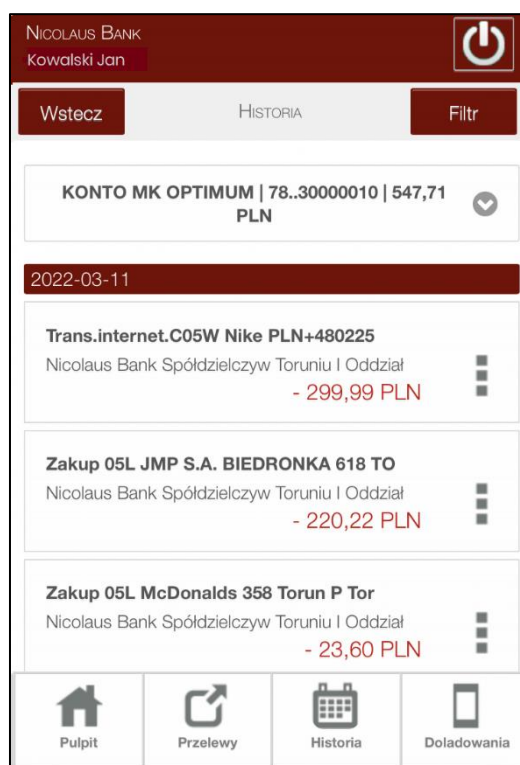 Nicolaus Bank
Kowalski Jan
Wstecz
Historia
Filtr
KONTO MK OPTIMUM | 78..30000010 | 547,71
PLN
2022-03-11
Trans.internet.C05W Nike PLN+480225
Nicolaus Bank Spółdzielczyw Toruniu I Oddział
- 299,99 PLN
Zakup 05L JMP S.A. BIEDRONKA 618 TO
Nicolaus Bank Spółdzielczyw Toruniu I Oddział
- 220,22 PLN
Zakup 05L McDonalds 358 Torun P Tor
Nicolaus Bank Spółdzielczyw Toruniu I Oddział
- 23,60 PLN
Pulpit
Przelewy
Historia
Doladowania